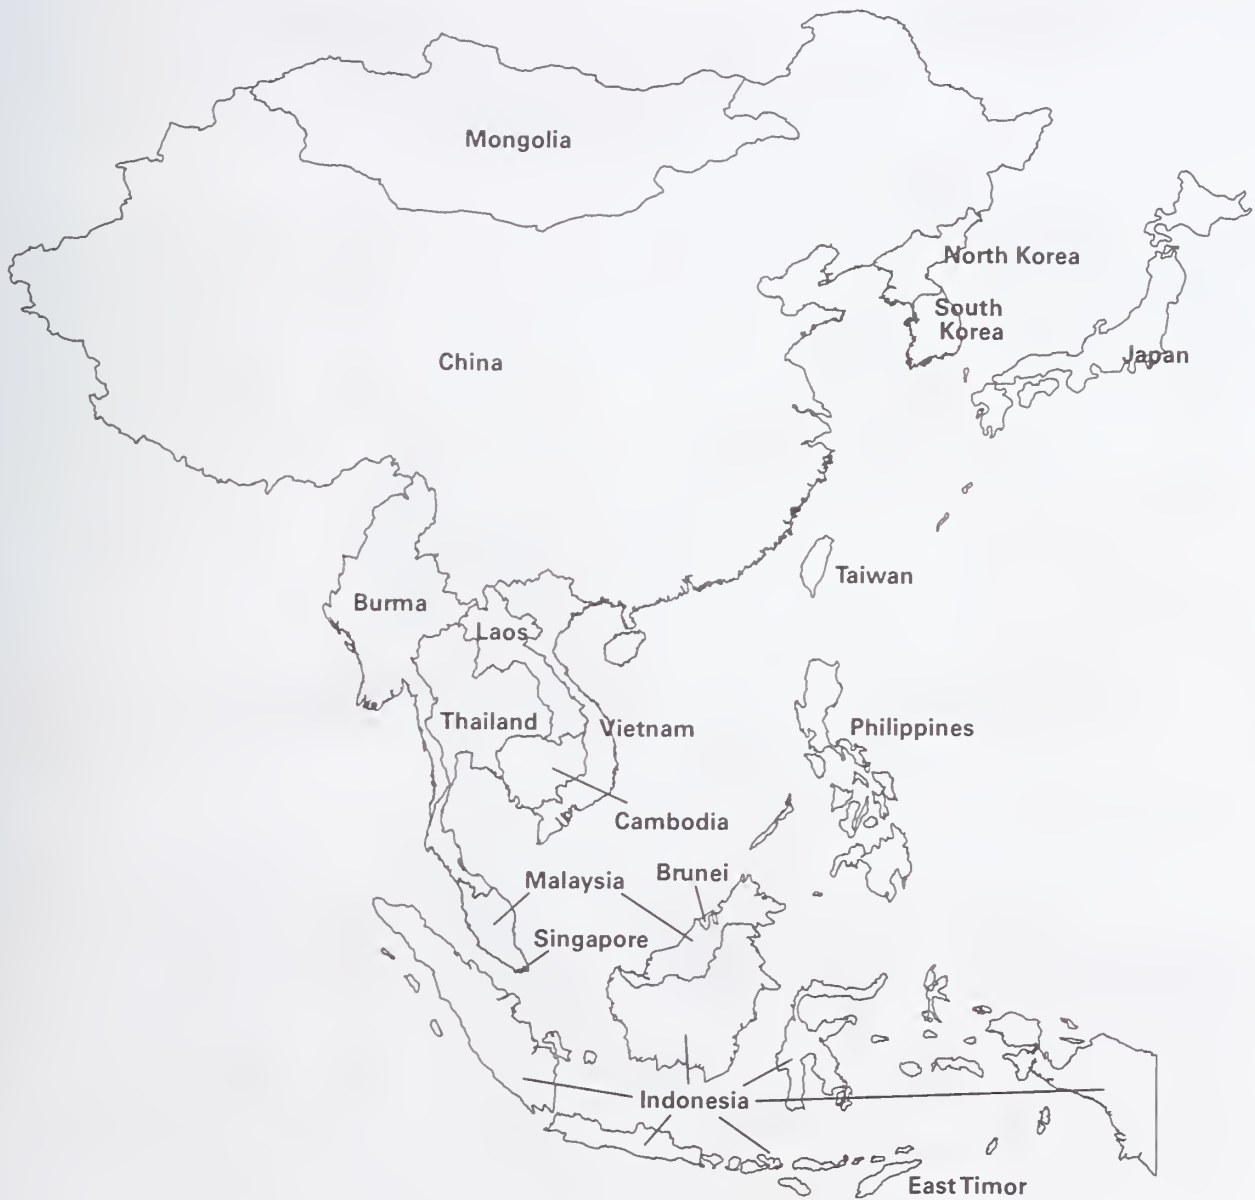 Mongolia
North Korea
South
Korea
China
Japan
Taiwan
Burma
Laos
Thailand
Vietnam
Philippines
Cambodia
Brunei
Malaysia
Singapore
Indonesia
East Timor